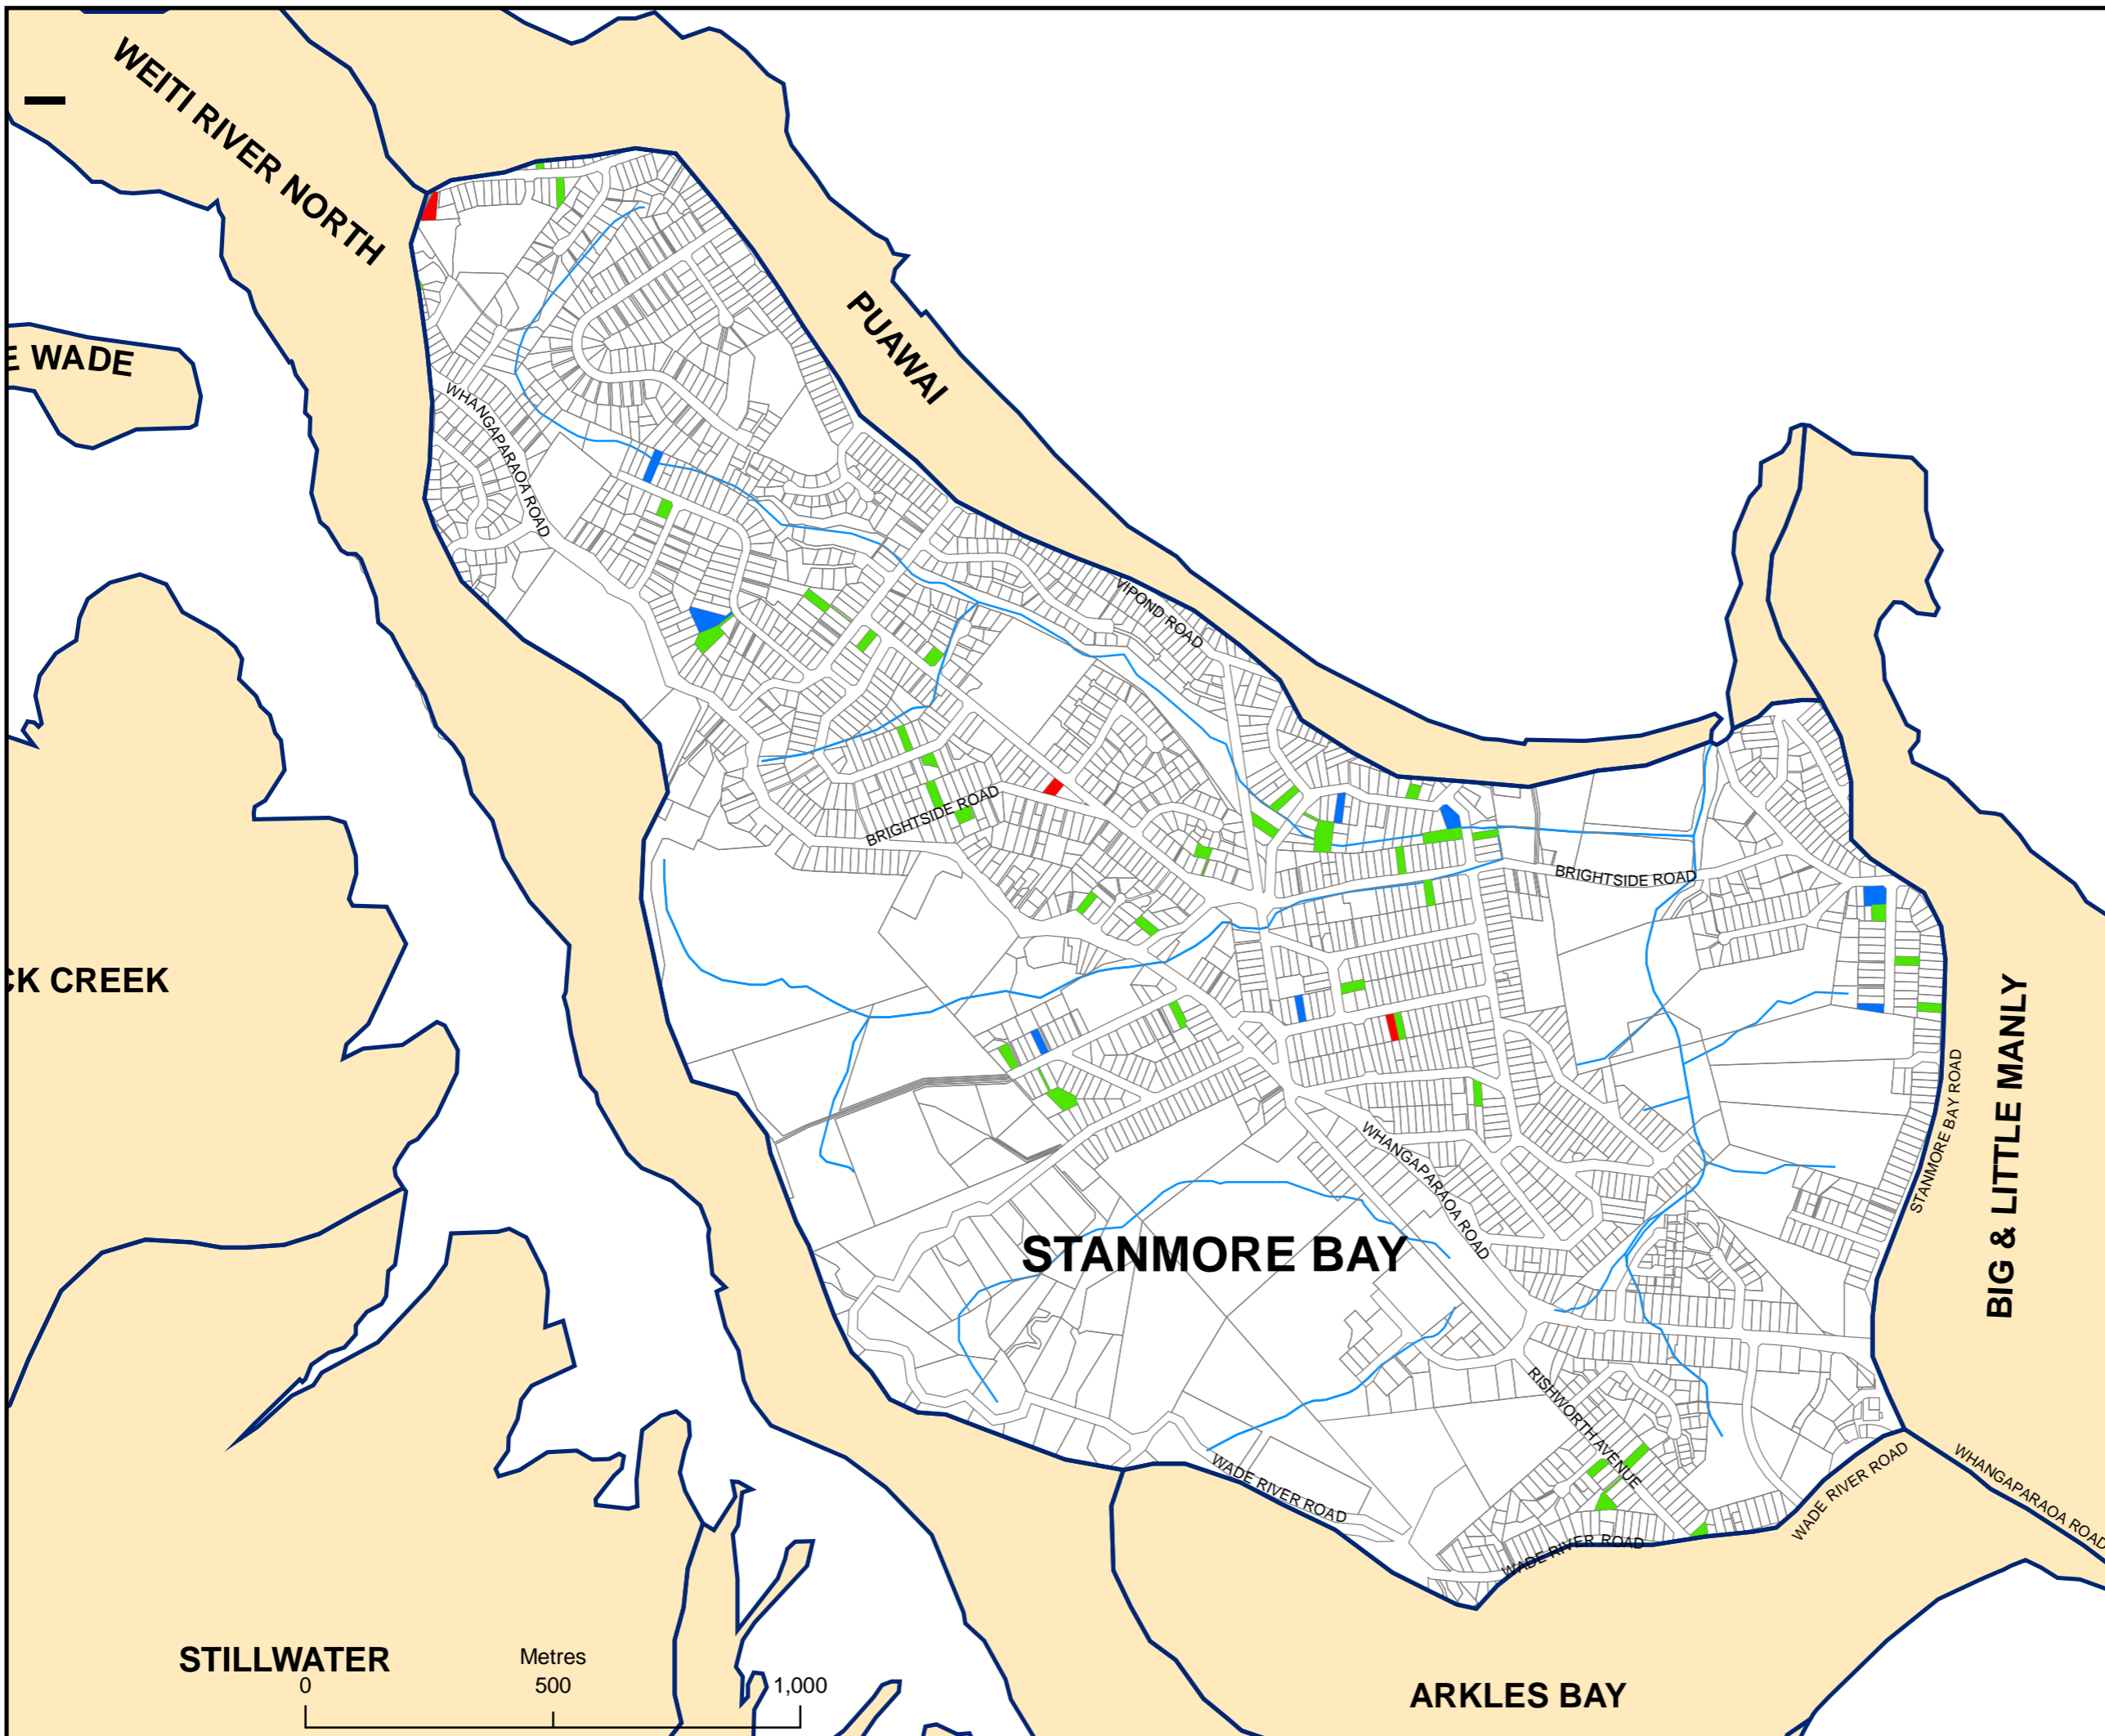 WEITI RIVER NORTH
PUAWAI
E WADE
WHANGAPARAOA ROAD
VIPOND ROAD
BRIGHTSIDE ROAD
BRIGHTSIDE ROAD
CK CREEK
STANMORE BAY ROAD
BIG & LITTLE MANLY
WHANGAPARAOA ROAD
STANMORE BAY
RISHWORTH AVENUE
WADE RIVER ROAD
WADE RIVER ROAD
WADE RIVER ROAD
WHANGAPARAOA ROAD
STILLWATER
Metres
0 500 1,000
ARKLES BAY